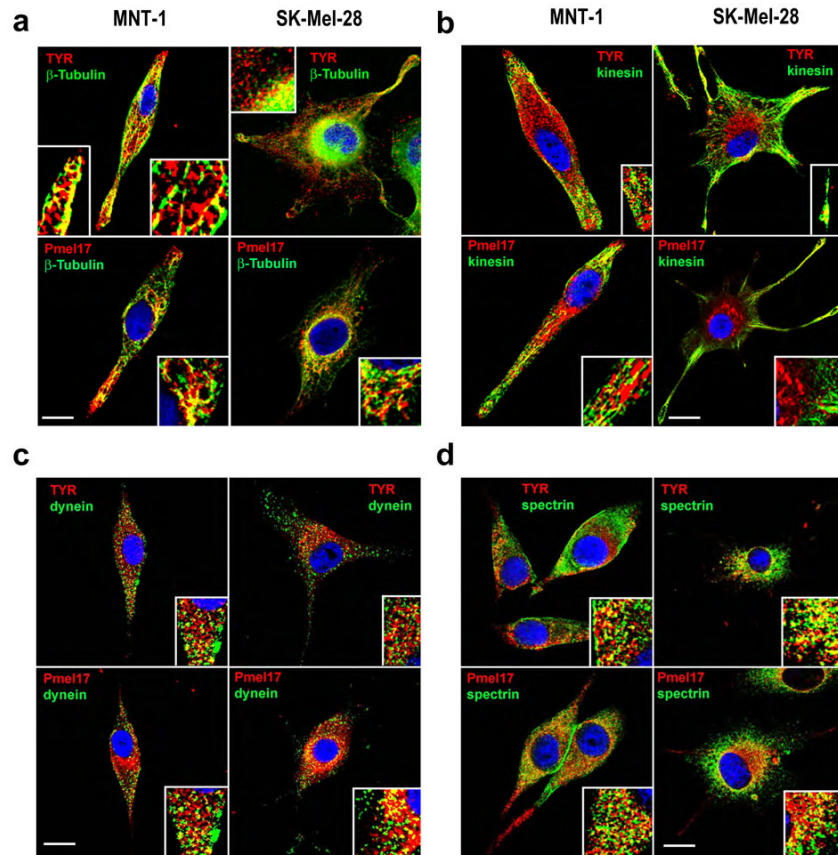 a
MNT-1
SK-Mel-28
TYR
β-Tubulin
TYR
β-Tubulin
Pmel17
β-Tubulin
Pmel17
β-Tubulin
b
MNT-1
SK-Mel-28
TYR
kinesin
TYR
kinesin
Pmel17
kinesin
Pmel17
kinesin
c
TYR
dynein
TYR
dynein
Pmel17
dynein
Pmel17
dynein
d
TYR
spectrin
TYR
spectrin
Pmel17
spectrin
Pmel17
spectrin